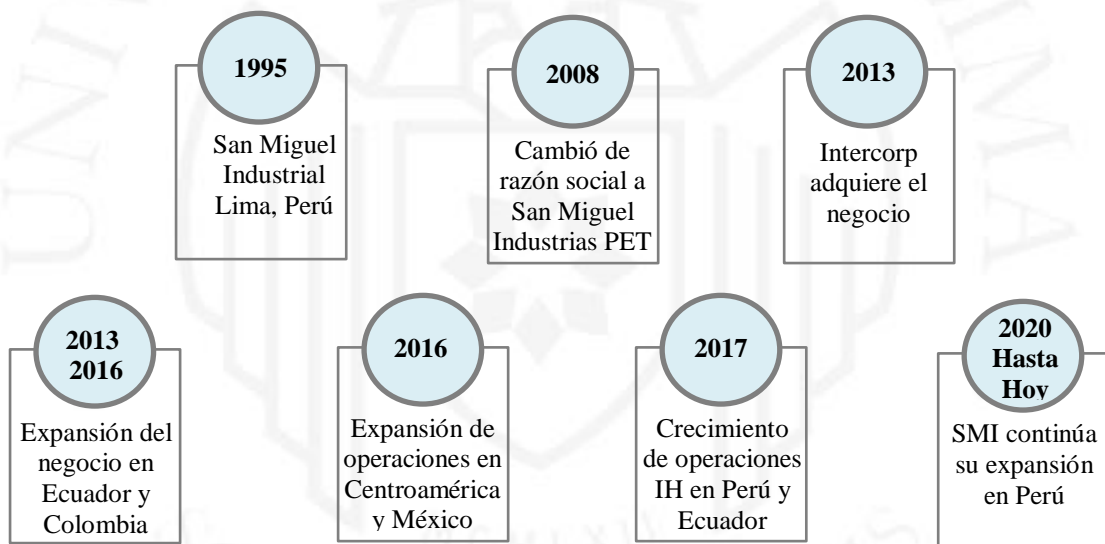 1995
San Miguel
Industrial
Lima, Perú
2008
Cambió de
razón social a
San Miguel
Industrias PET
2013
Intercorp
adquiere el
negocio
2013
2016
Expansión del
negocio en
Ecuador y
Colombia
2016
Expansión de
operaciones en
Centroamérica
y México
2017
Crecimiento
de operaciones
IH en Perú y
Ecuador
2020
Hasta
Hoy
SMI continúa
su expansión
en Perú